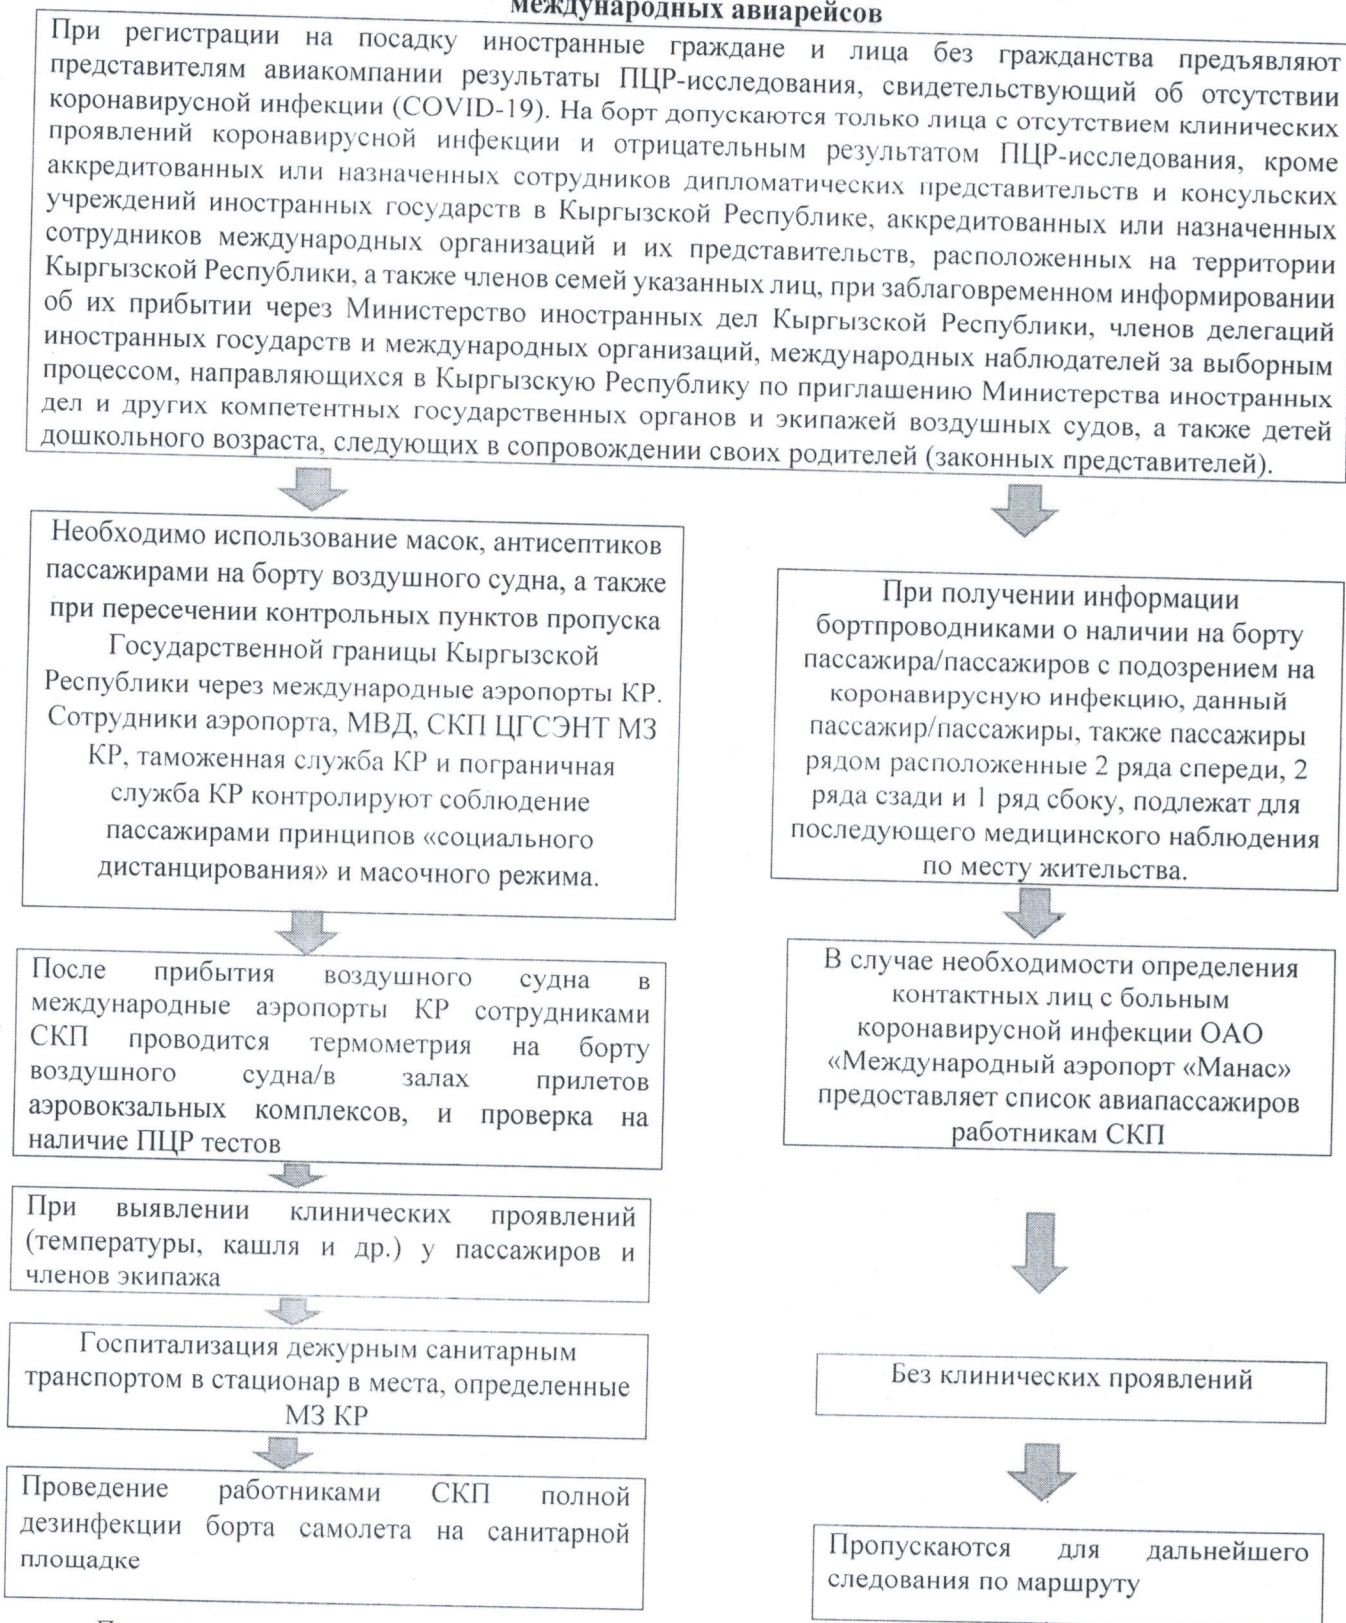 международных авиарейсов
При регистрации на посадку иностранные граждане и лица без гражданства предъявляют
представителям авиакомпании результаты ПЦР-исследования, свидетельствующий об отсутствии
коронавирусной инфекции (COVID-19). На борт допускаются только лица с отсутствием клинических
проявлений коронавирусной инфекции и отрицательным результатом ПЦР-исследования, кроме
аккредитованных или назначенных сотрудников дипломатических представительств и консульских
учреждений иностранных государств в Кыргызской Республике, аккредитованных или назначенных
сотрудников международных организаций и их представительств, расположенных на территории
Кыргызской Республики, а также членов семей указанных лиц, при заблаговременном информировании
об их прибытии через Министерство иностранных дел Кыргызской Республики, членов делегаций
иностранных государств и международных организаций, международных наблюдателей за выборным
процессом, направляющихся в Кыргызскую Республику по приглашению Министерства иностранных
дел и других компетентных государственных органов и экипажей воздушных судов, а также детей
дошкольного возраста, следующих в сопровождении своих родителей (законных представителей).
Необходимо использование масок, антисептиков
пассажирами на борту воздушного судна, а также
при пересечении контрольных пунктов пропуска
Государственной границы Кыргызской
Республики через международные аэропорты КР.
Сотрудники аэропорта, МВД, СКП ЦГСЭНТ МЗ
КР, таможенная служба КР и пограничная
служба КР контролируют соблюдение
пассажирами принципов «социального
дистанцирования» и масочного режима.
После прибытия воздушного судна в
международные аэропорты КР сотрудниками
СКП проводится термометрия на борту
воздушного судна/в залах прилетов
аэровокзальных комплексов, и проверка на
наличие ПЦР тестов
При выявлении клинических проявлений
(температуры, кашля и др.) у пассажиров и
членов экипажа
Госпитализация дежурным санитарным
транспортом в стационар в места, определенные
МЗ КР
Проведение работниками СКП полной
дезинфекции борта самолета на санитарной
площадке
При получении информации
бортпроводниками о наличии на борту
пассажира/пассажиров с подозрением на
коронавирусную инфекцию, данный
пассажир/пассажиры, также пассажиры
рядом расположенные 2 ряда спереди, 2
ряда сзади и 1 ряд сбоку, подлежат для
последующего медицинского наблюдения
по месту жительства.
В случае необходимости определения
контактных лиц с больным
коронавирусной инфекции ОАО
«Международный аэропорт «Манас»
предоставляет список авиапассажиров
работникам СКП
Без клинических проявлений
Пропускаются для дальнейшего
следования по маршруту